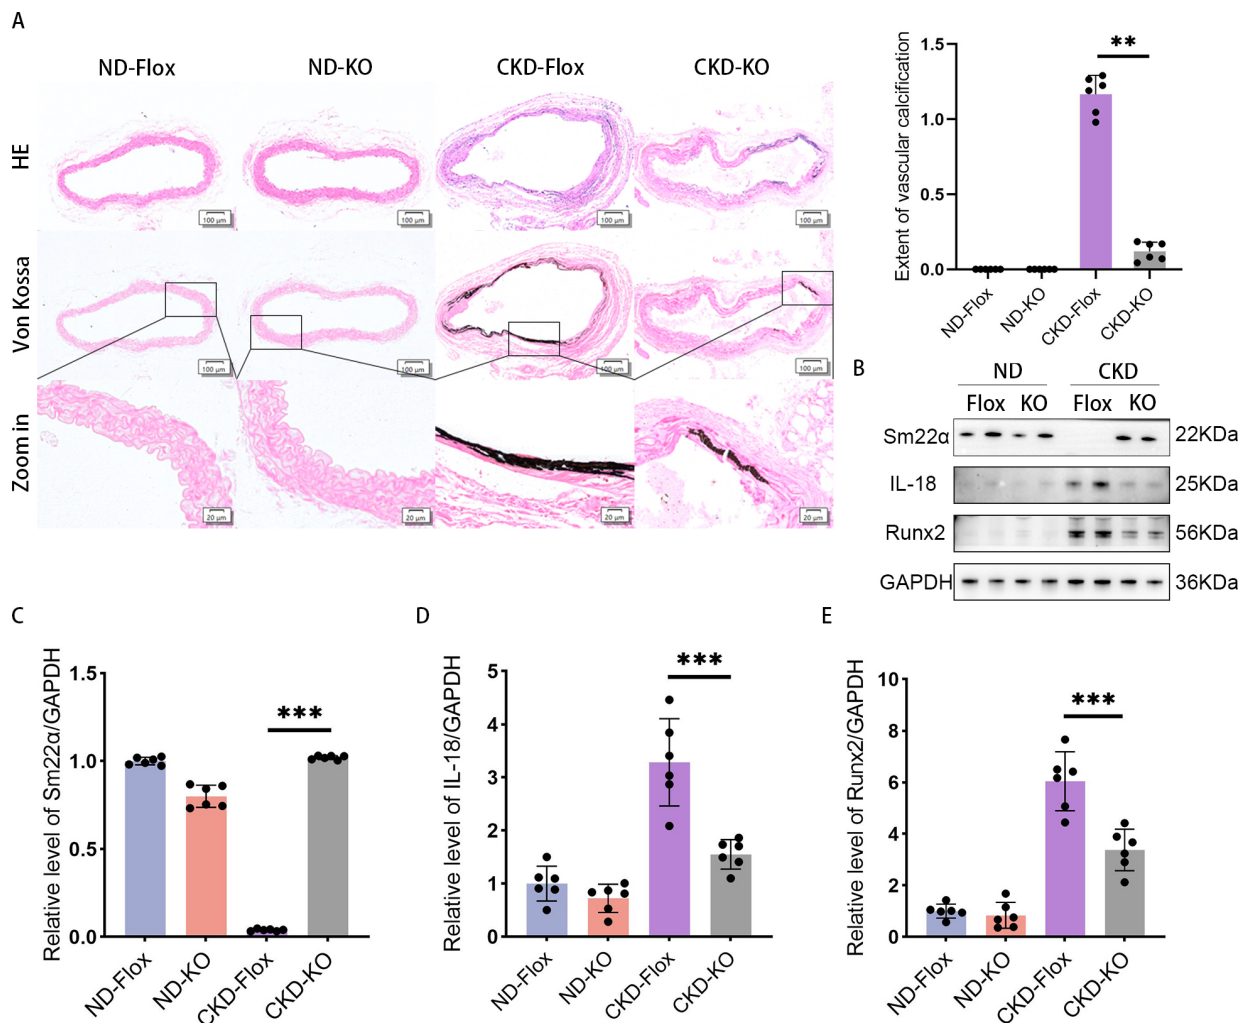 A
ND-Flox ND-KO CKD-Flox CKD-KO
HE
100 μm 100 μm 100 μm 100 μm
Von Kossa
100 μm 100 μm 100 μm 100 μm
Zoom in
20 μm 20 μm 20 μm 20 μm
Extent of vascular calcification
1.5
1.0
0.5
0.0
**
ND-Flox ND-KO CKD-Flox CKD-KO
B
ND CKD
Flox KO Flox KO
Sm22α 22KDa
IL-18 25KDa
Runx2 56KDa
GAPDH 36KDa
C
Relative level of Sm22α/GAPDH
1.5
1.0
0.5
0.0
***
ND-Flox ND-KO CKD-Flox CKD-KO
D
Relative level of IL-18/GAPDH
5
4
3
2
1
0
***
ND-Flox ND-KO CKD-Flox CKD-KO
E
Relative level of Runx2/GAPDH
10
8
6
4
2
0
***
ND-Flox ND-KO CKD-Flox CKD-KO